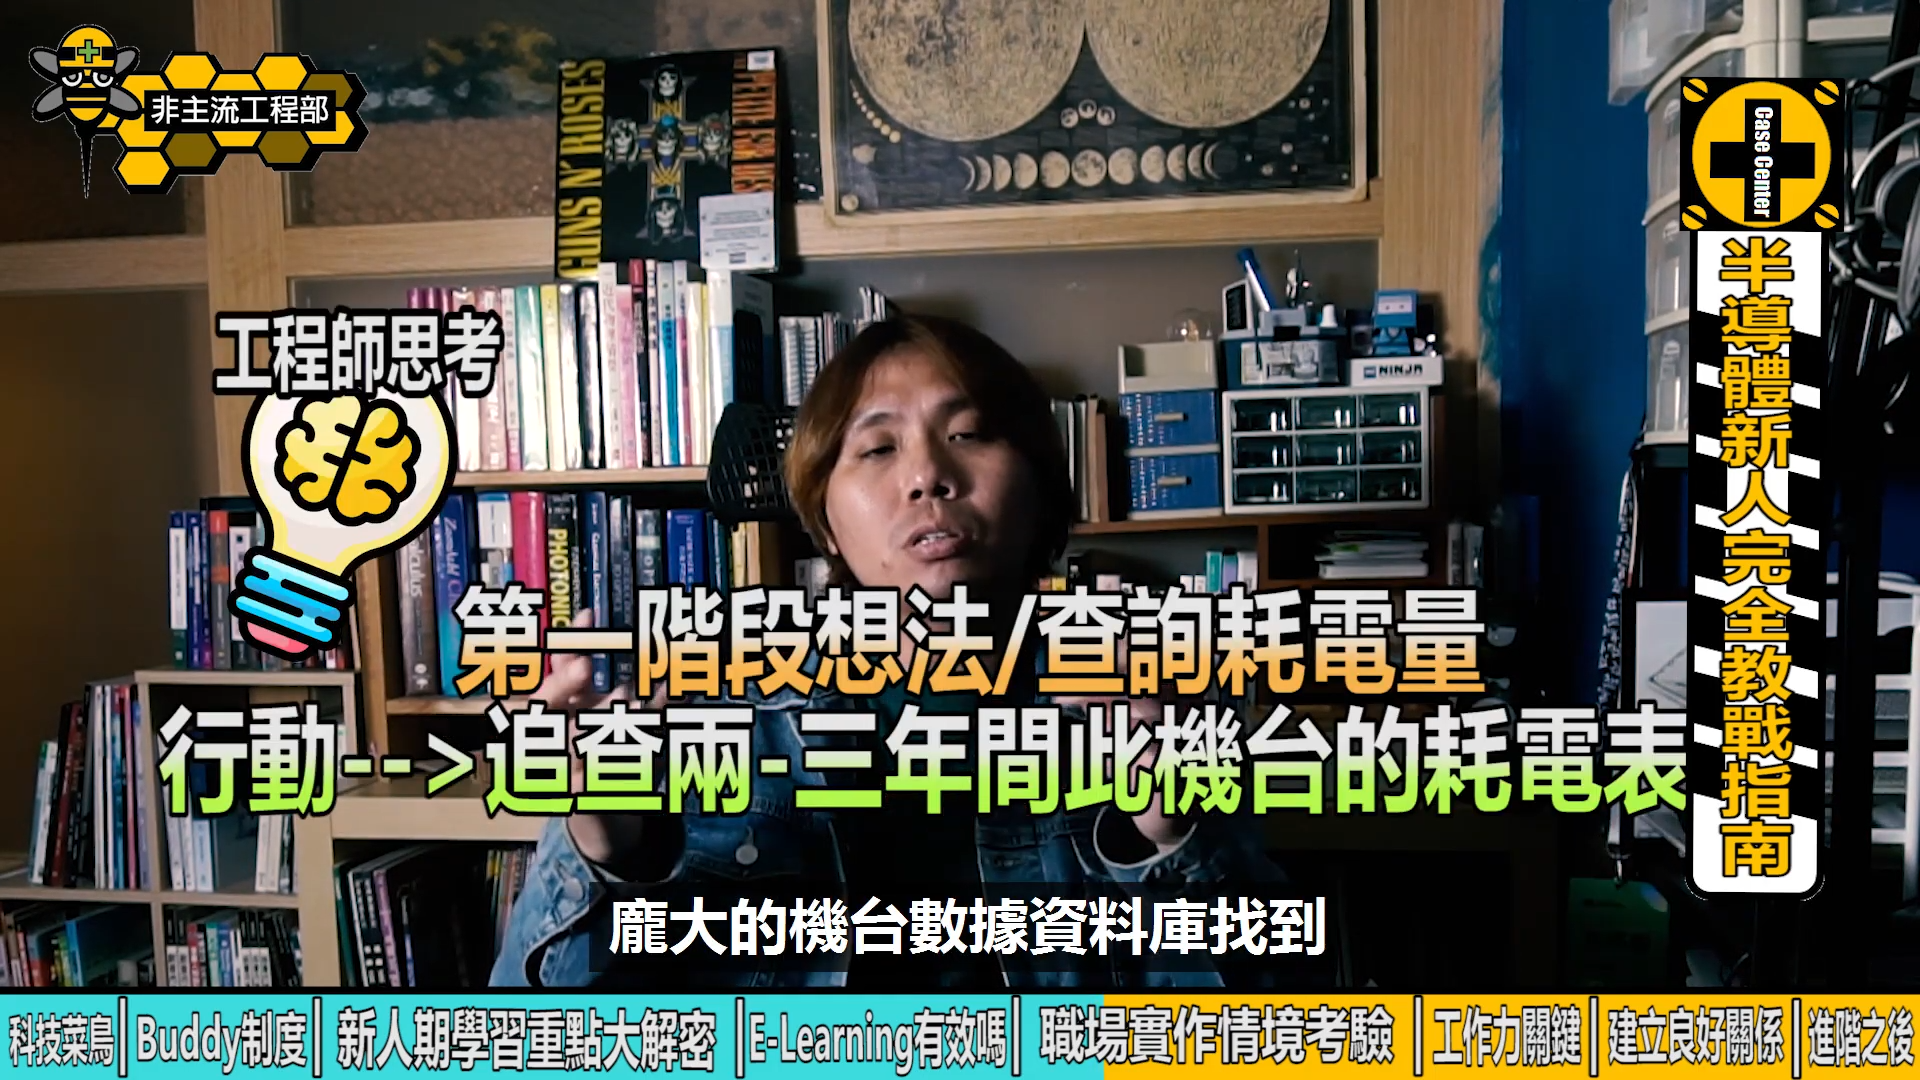 非主流工程部
GUNS N' ROSES
Case Center
半導體新人完全教戰指南
NINJA
工程師思考
PHOTONIC
第一階段想法/查詢耗電量
行動-->追查兩-三年間此機台的耗電表
龐大的機台數據資料庫找到
科技菜鳥|Buddy制度|新人期學習重點大解密|E-Learning有效嗎|職場實作情境考驗|工作力關鍵|建立良好關係|進階之後